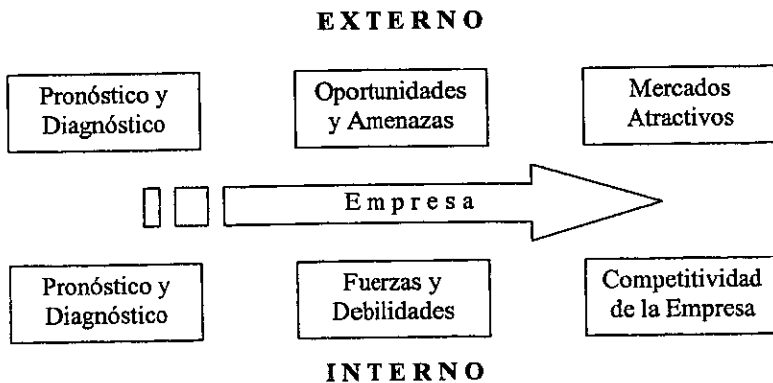 EXTERNO
Pronóstico y
Diagnóstico
Oportunidades
y Amenazas
Mercados
Atractivos
Empresa
Pronóstico y
Diagnóstico
Fuerzas y
Debilidades
Competitividad
de la Empresa
INTERNO